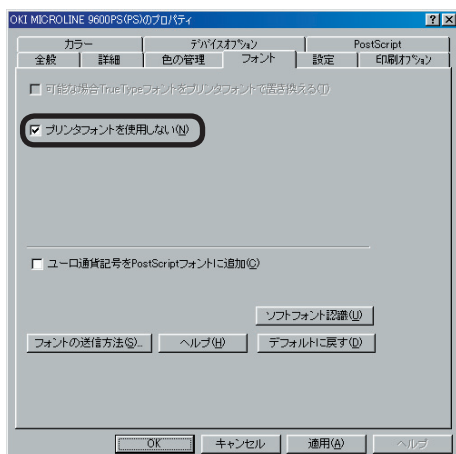 OKI MICROLINE 9600PS(PS)のプロパティ
カラー ﾃﾞﾊﾞｲｽｵﾌﾟｼｮﾝ PostScript
全般 詳細 色の管理 フォント 設定 印刷ｵﾌﾟｼｮﾝ
可能な場合TrueTypeフォントをプリンタフォントで置き換える(T)
プリンタフォントを使用しない(N)
ユーロ通貨記号をPostScriptフォントに追加(C)
ソフトフォント認識(U)
フォントの送信方法(S)... ヘルプ(H) デフォルトに戻す(D)
OK キャンセル 適用(A) ヘルプ